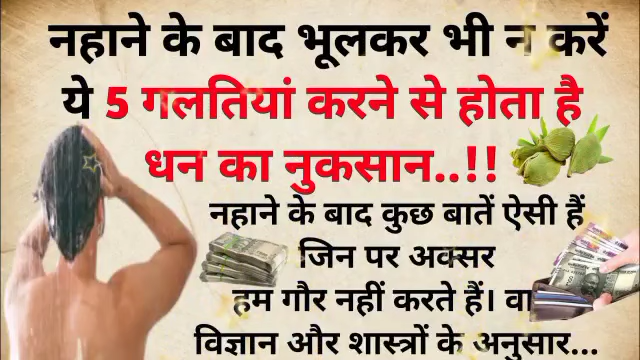 नहाने के बाद भूलकर भी न करें
ये 5 गलतियां करने से होता है
धन का नुकसान..!!
नहाने के बाद कुछ बातें ऐसी हैं
जिन पर अक्सर
हम गौर नहीं करते हैं।
विज्ञान और शास्त्रों के अनुसार...